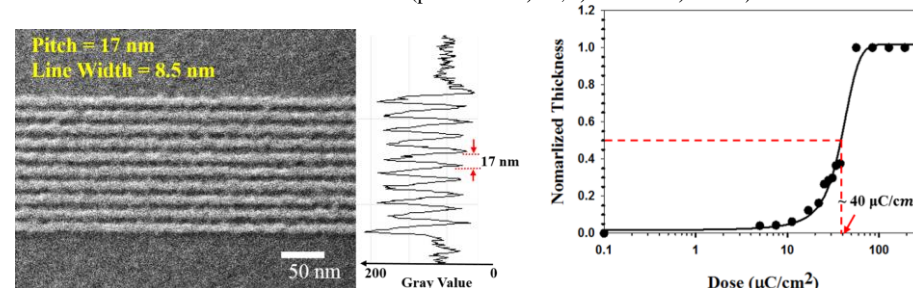 Pitch = 17 nm
Line Width = 8.5 nm
50 nm
17 nm
200
0
Gray Value
Nomarlized Thickness
1.2
1.0
0.8
0.6
0.4
0.2
0.0
~ 40 μC/cm
0.1
1
10
100
Dose (μC/cm²)